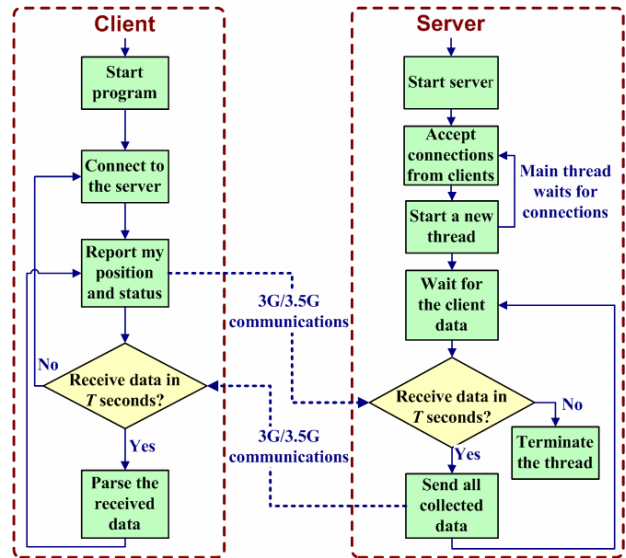 Client
Start
program
Connect to
the server
Report my
position
and status
No
Receive data in
T seconds?
Yes
Parse the
received
data
3G/3.5G
communications
3G/3.5G
communications
Server
Start server
Accept
connections
from clients
Main thread
waits for
connections
Start a new
thread
Wait for
the client
data
Receive data in
T seconds?
No
Terminate
the thread
Yes
Send all
collected
data